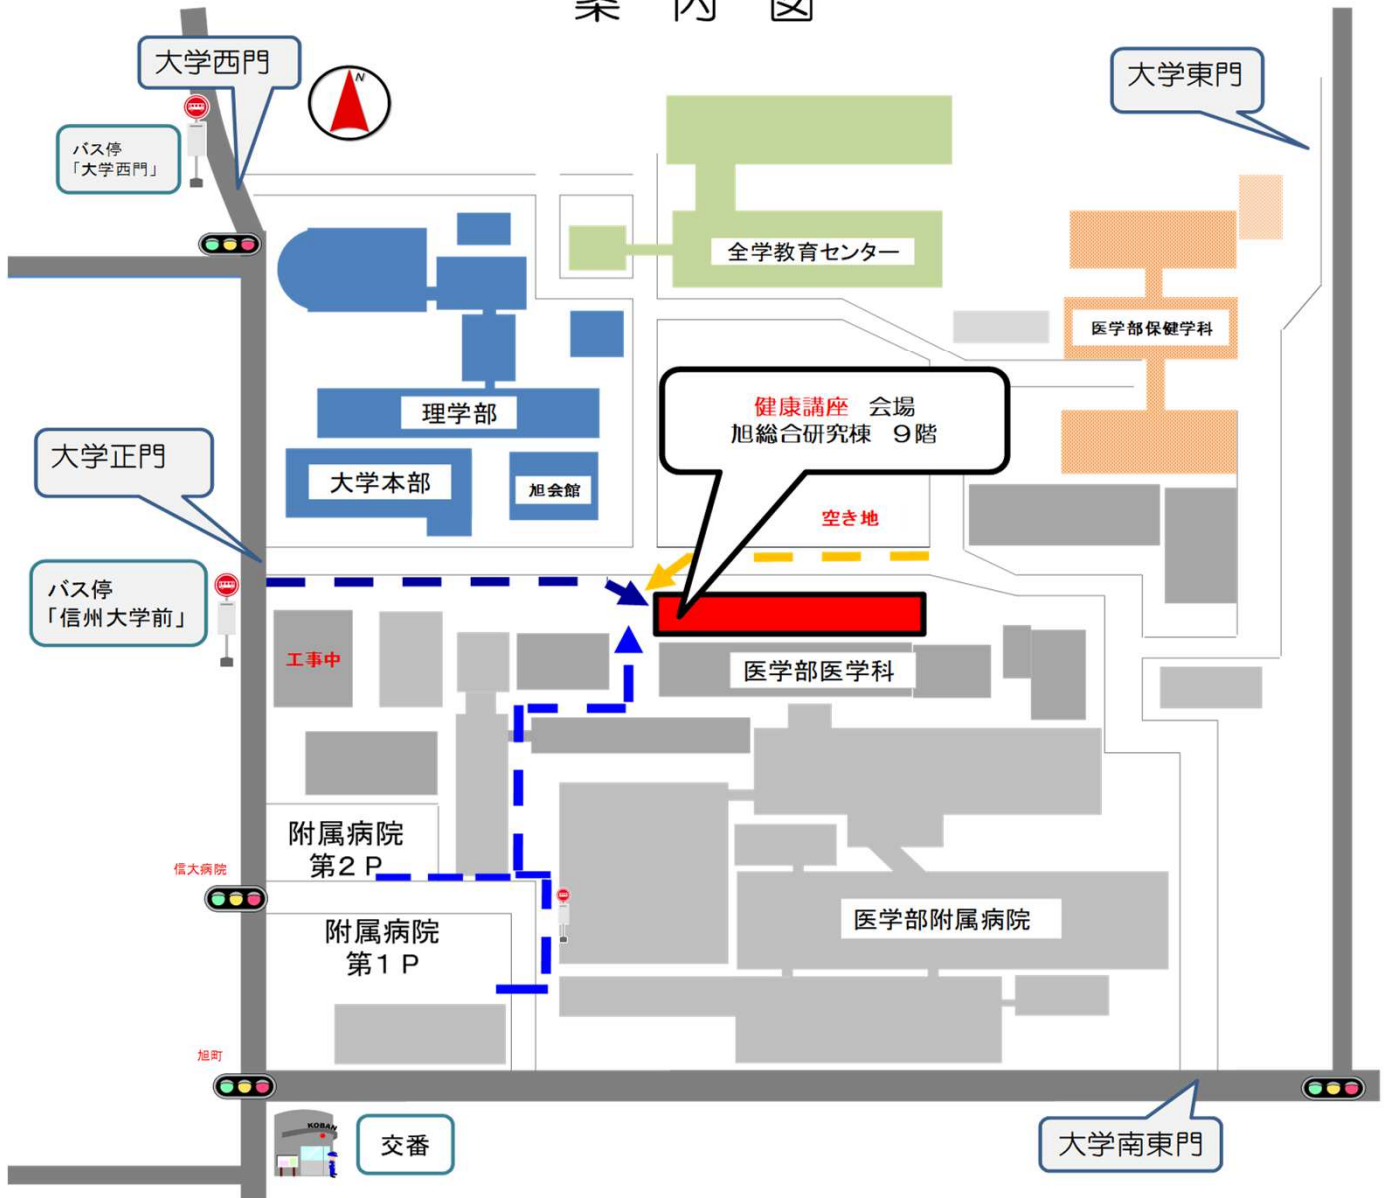 案 内 図
大学西門
N
大学東門
バス停
「大学西門」
全学教育センター
医学部保健学科
理学部
健康講座 会場
旭総合研究棟 9階
大学正門
大学本部
旭会館
空き地
バス停
「信州大学前」
工事中
医学部医学科
附属病院
第2P
信大病院
附属病院
第1P
医学部附属病院
旭町
KOBAN
交番
大学南東門